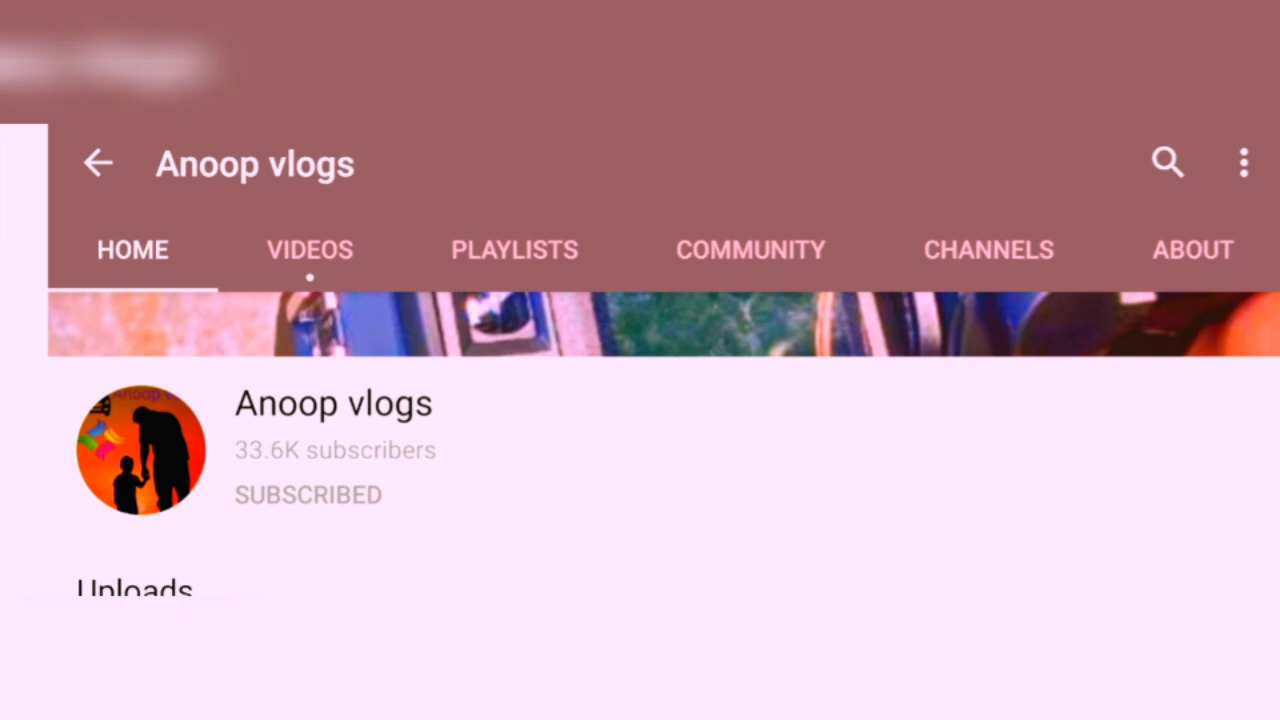 Anoop vlogs
HOME VIDEOS PLAYLISTS COMMUNITY CHANNELS ABOUT
Anoop vlogs
33.6K subscribers
SUBSCRIBED
Uploads